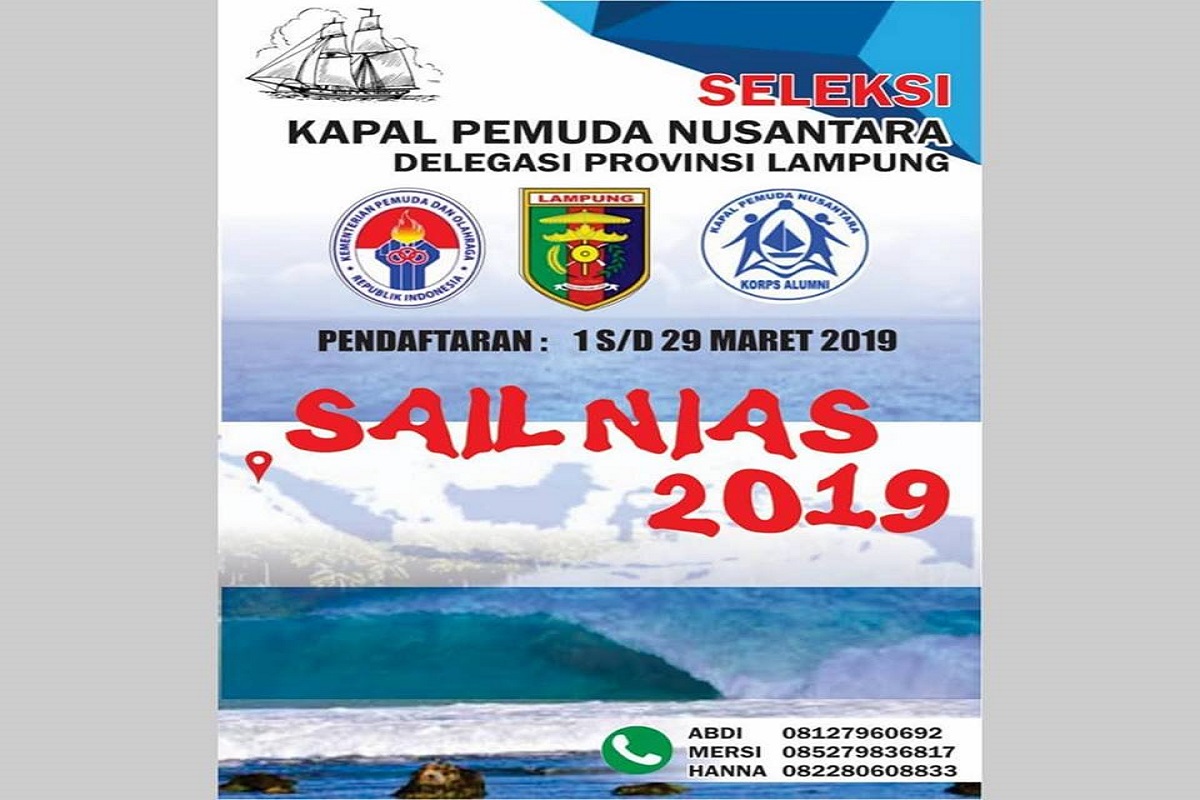 SELEKSI
KAPAL PEMUDA NUSANTARA
DELEGASI PROVINSI LAMPUNG
KEMENTERIAN PEMUDA DAN OLAHRAGA
REPUBLIK INDONESIA
LAMPUNG
KAPAL PEMUDA NUSANTARA
KORPS ALUMNI
PENDAFTARAN : 1 S/D 29 MARET 2019
SAIL NIAS
2019
ABDI 08127960692
MERSI 085279836817
HANNA 082280608833